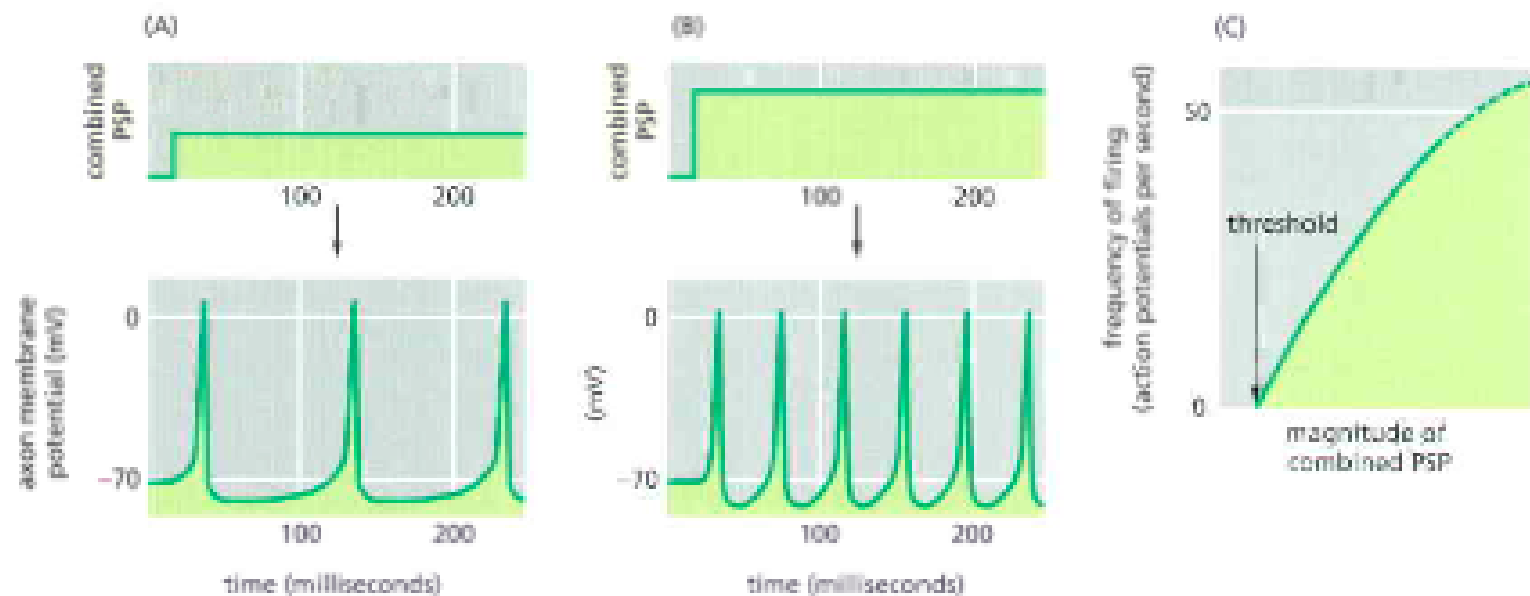 (A)
combined
PSP
100 200
axon membrane
potential (mV)
0
−70
100 200
time (milliseconds)
(B)
combined
PSP
100 200
(mV)
0
−70
100 200
time (milliseconds)
(C)
frequency of firing
(action potentials per second)
50
threshold
0
magnitude of
combined PSP